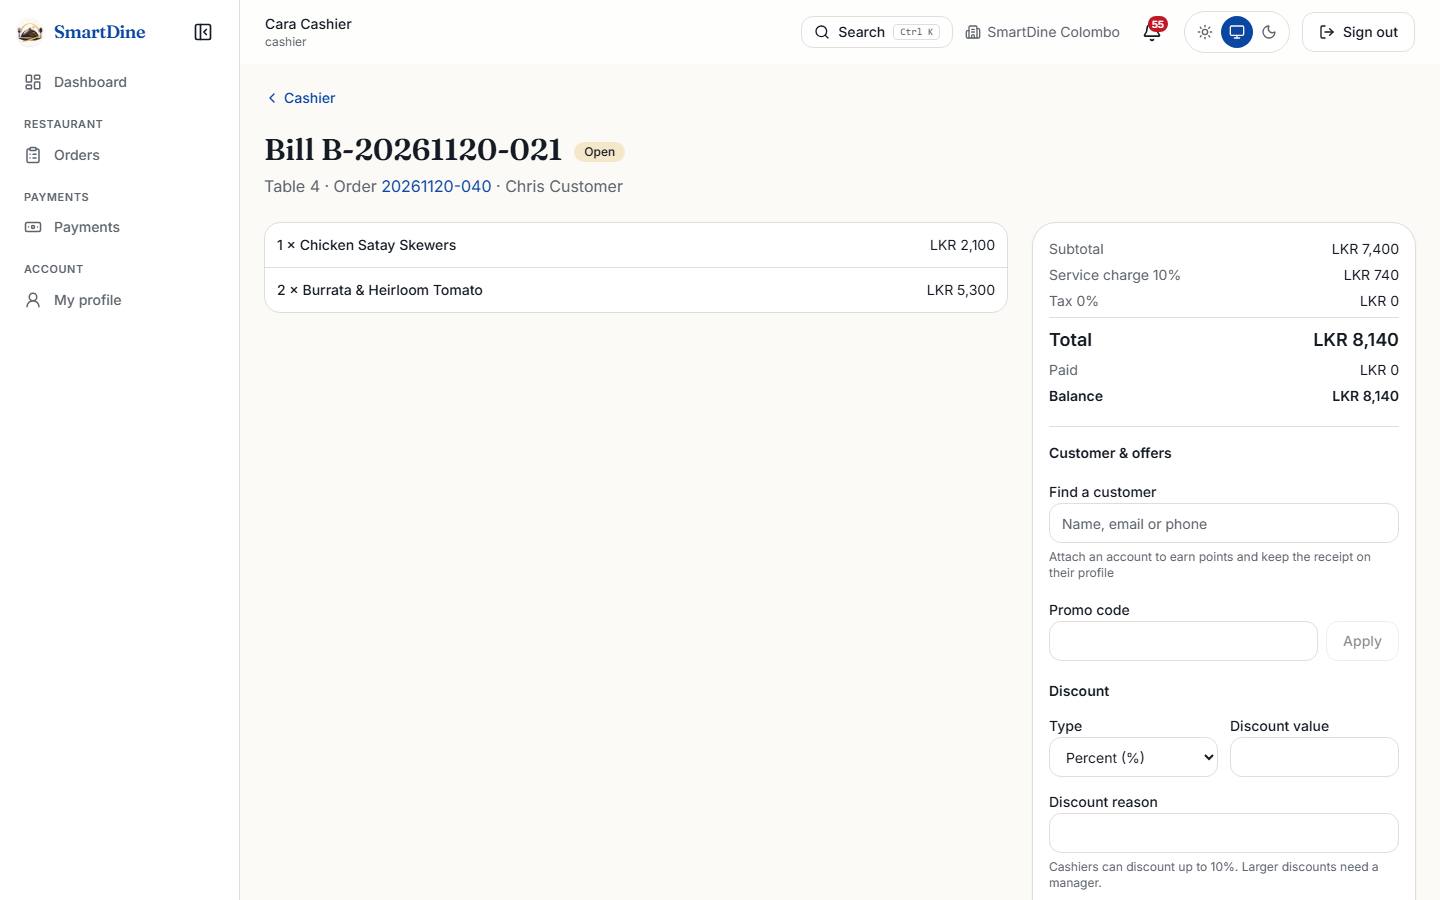 SmartDine
Dashboard
RESTAURANT
Orders
PAYMENTS
Payments
ACCOUNT
My profile
Cara Cashier
cashier
Search Ctrl K
SmartDine Colombo
55
Sign out
Cashier
Bill B-20261120-021 Open
Table 4 · Order 20261120-040 · Chris Customer
1 × Chicken Satay Skewers LKR 2,100
2 × Burrata & Heirloom Tomato LKR 5,300
Subtotal LKR 7,400
Service charge 10% LKR 740
Tax 0% LKR 0
Total LKR 8,140
Paid LKR 0
Balance LKR 8,140
Customer & offers
Find a customer
Name, email or phone
Attach an account to earn points and keep the receipt on
their profile
Promo code
Apply
Discount
Type Discount value
Percent (%)
Discount reason
Cashiers can discount up to 10%. Larger discounts need a
manager.